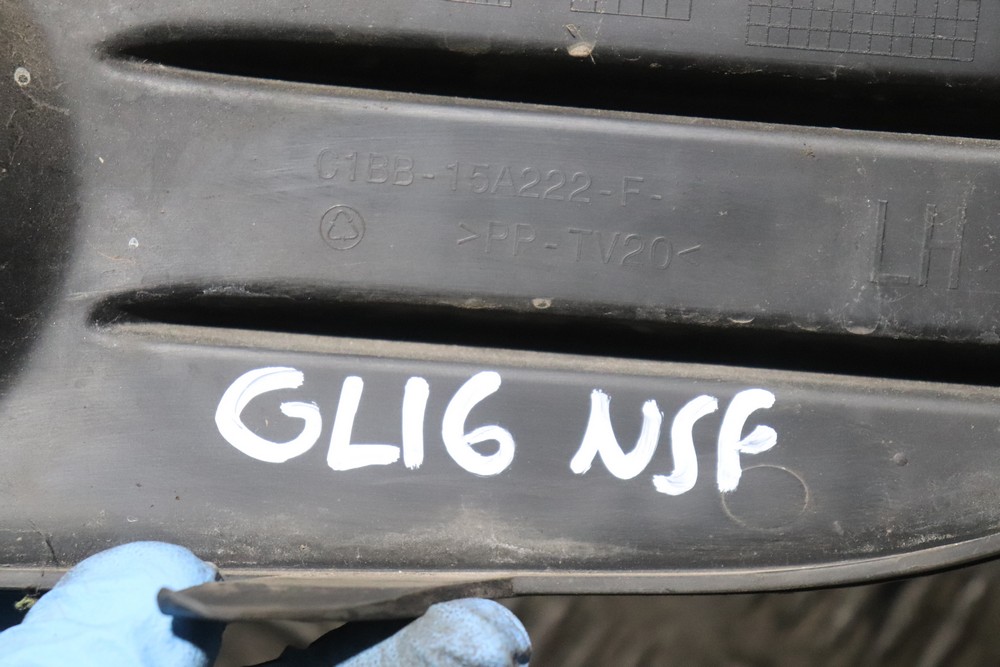 C1BB-15A222-F-
>PP-TV20<
LH
GL16 NSF